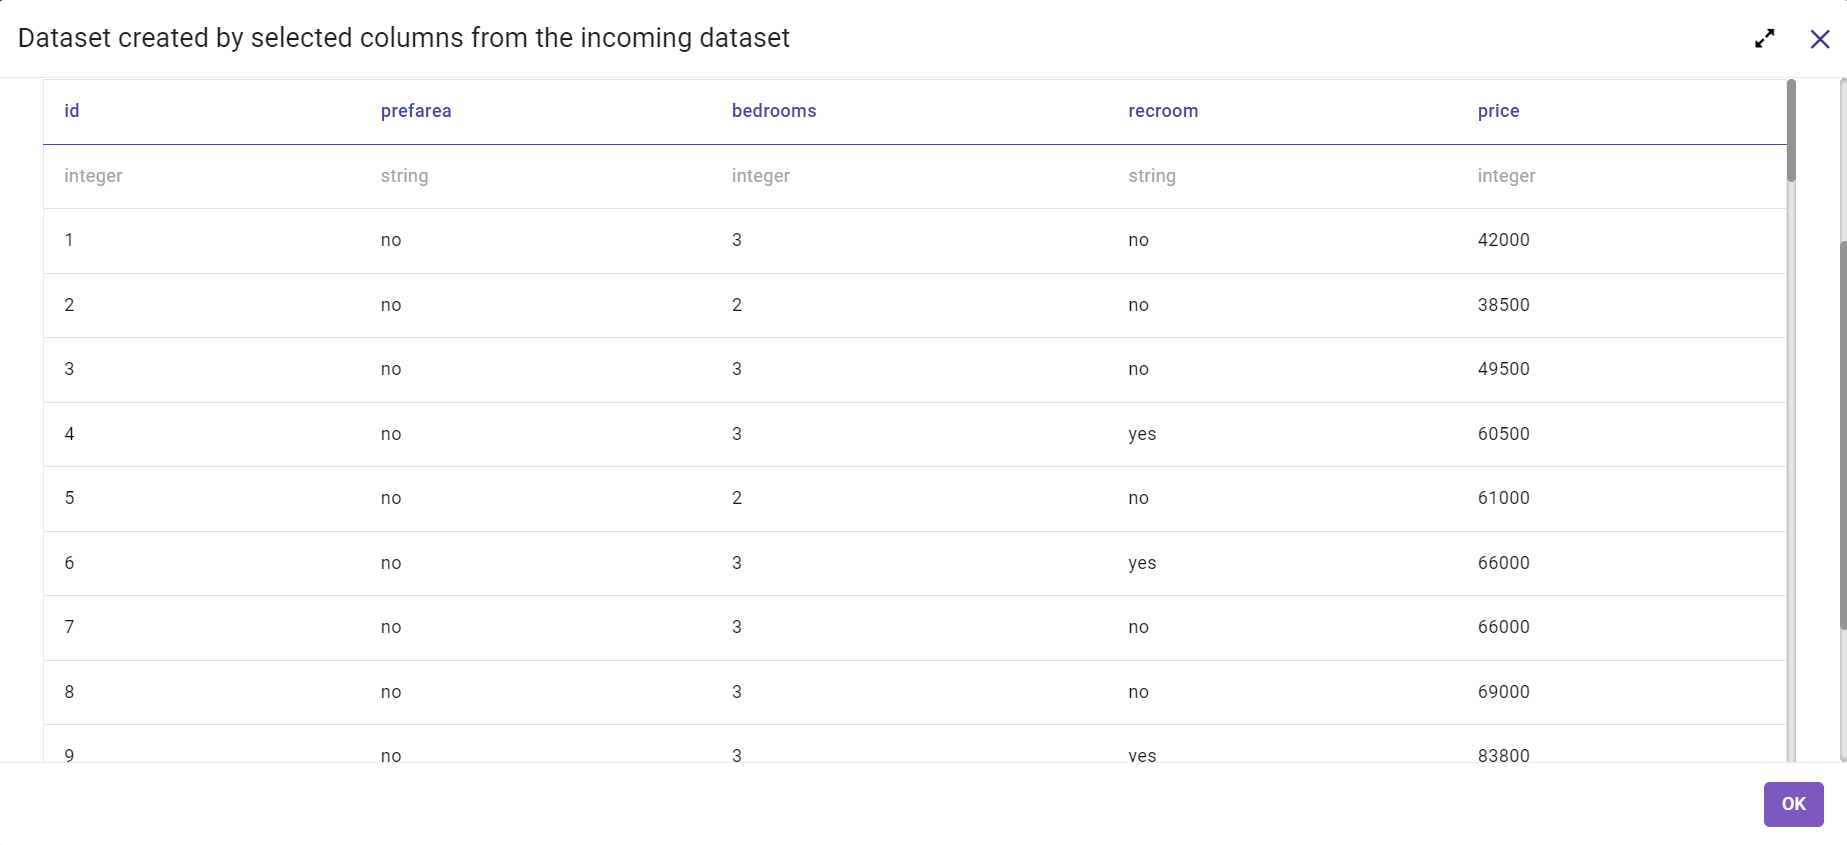 Dataset created by selected columns from the incoming dataset
id prefarea bedrooms recroom price
integer string integer string integer
1 no 3 no 42000
2 no 2 no 38500
3 no 3 no 49500
4 no 3 yes 60500
5 no 2 no 61000
6 no 3 yes 66000
7 no 3 no 66000
8 no 3 no 69000
9 no 3 yes 83800
OK